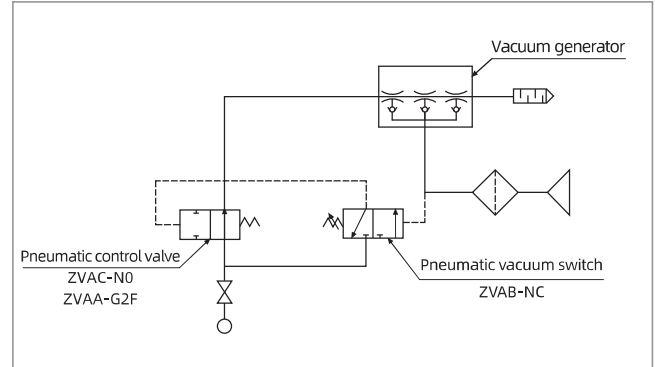 Vacuum generator
Pneumatic control valve
ZVAC-N0
ZVAA-G2F
Pneumatic vacuum switch
ZVAB-NC